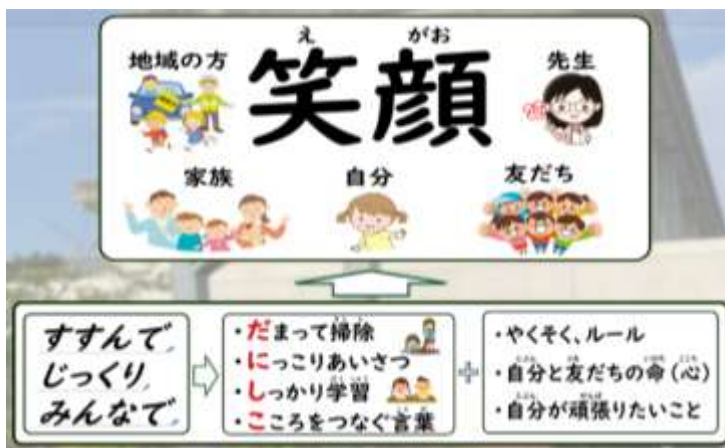 えがお
笑顔
地域の方
先生
家族
自分
友だち
すすんで、
じっくり、
みんなで、
・だまって掃除
・にっこりあいさつ
・しっかり学習
・こころをつなぐ言葉
・やくそく、ルール
・自分と友だちの命(心)
・自分が頑張りたいこと